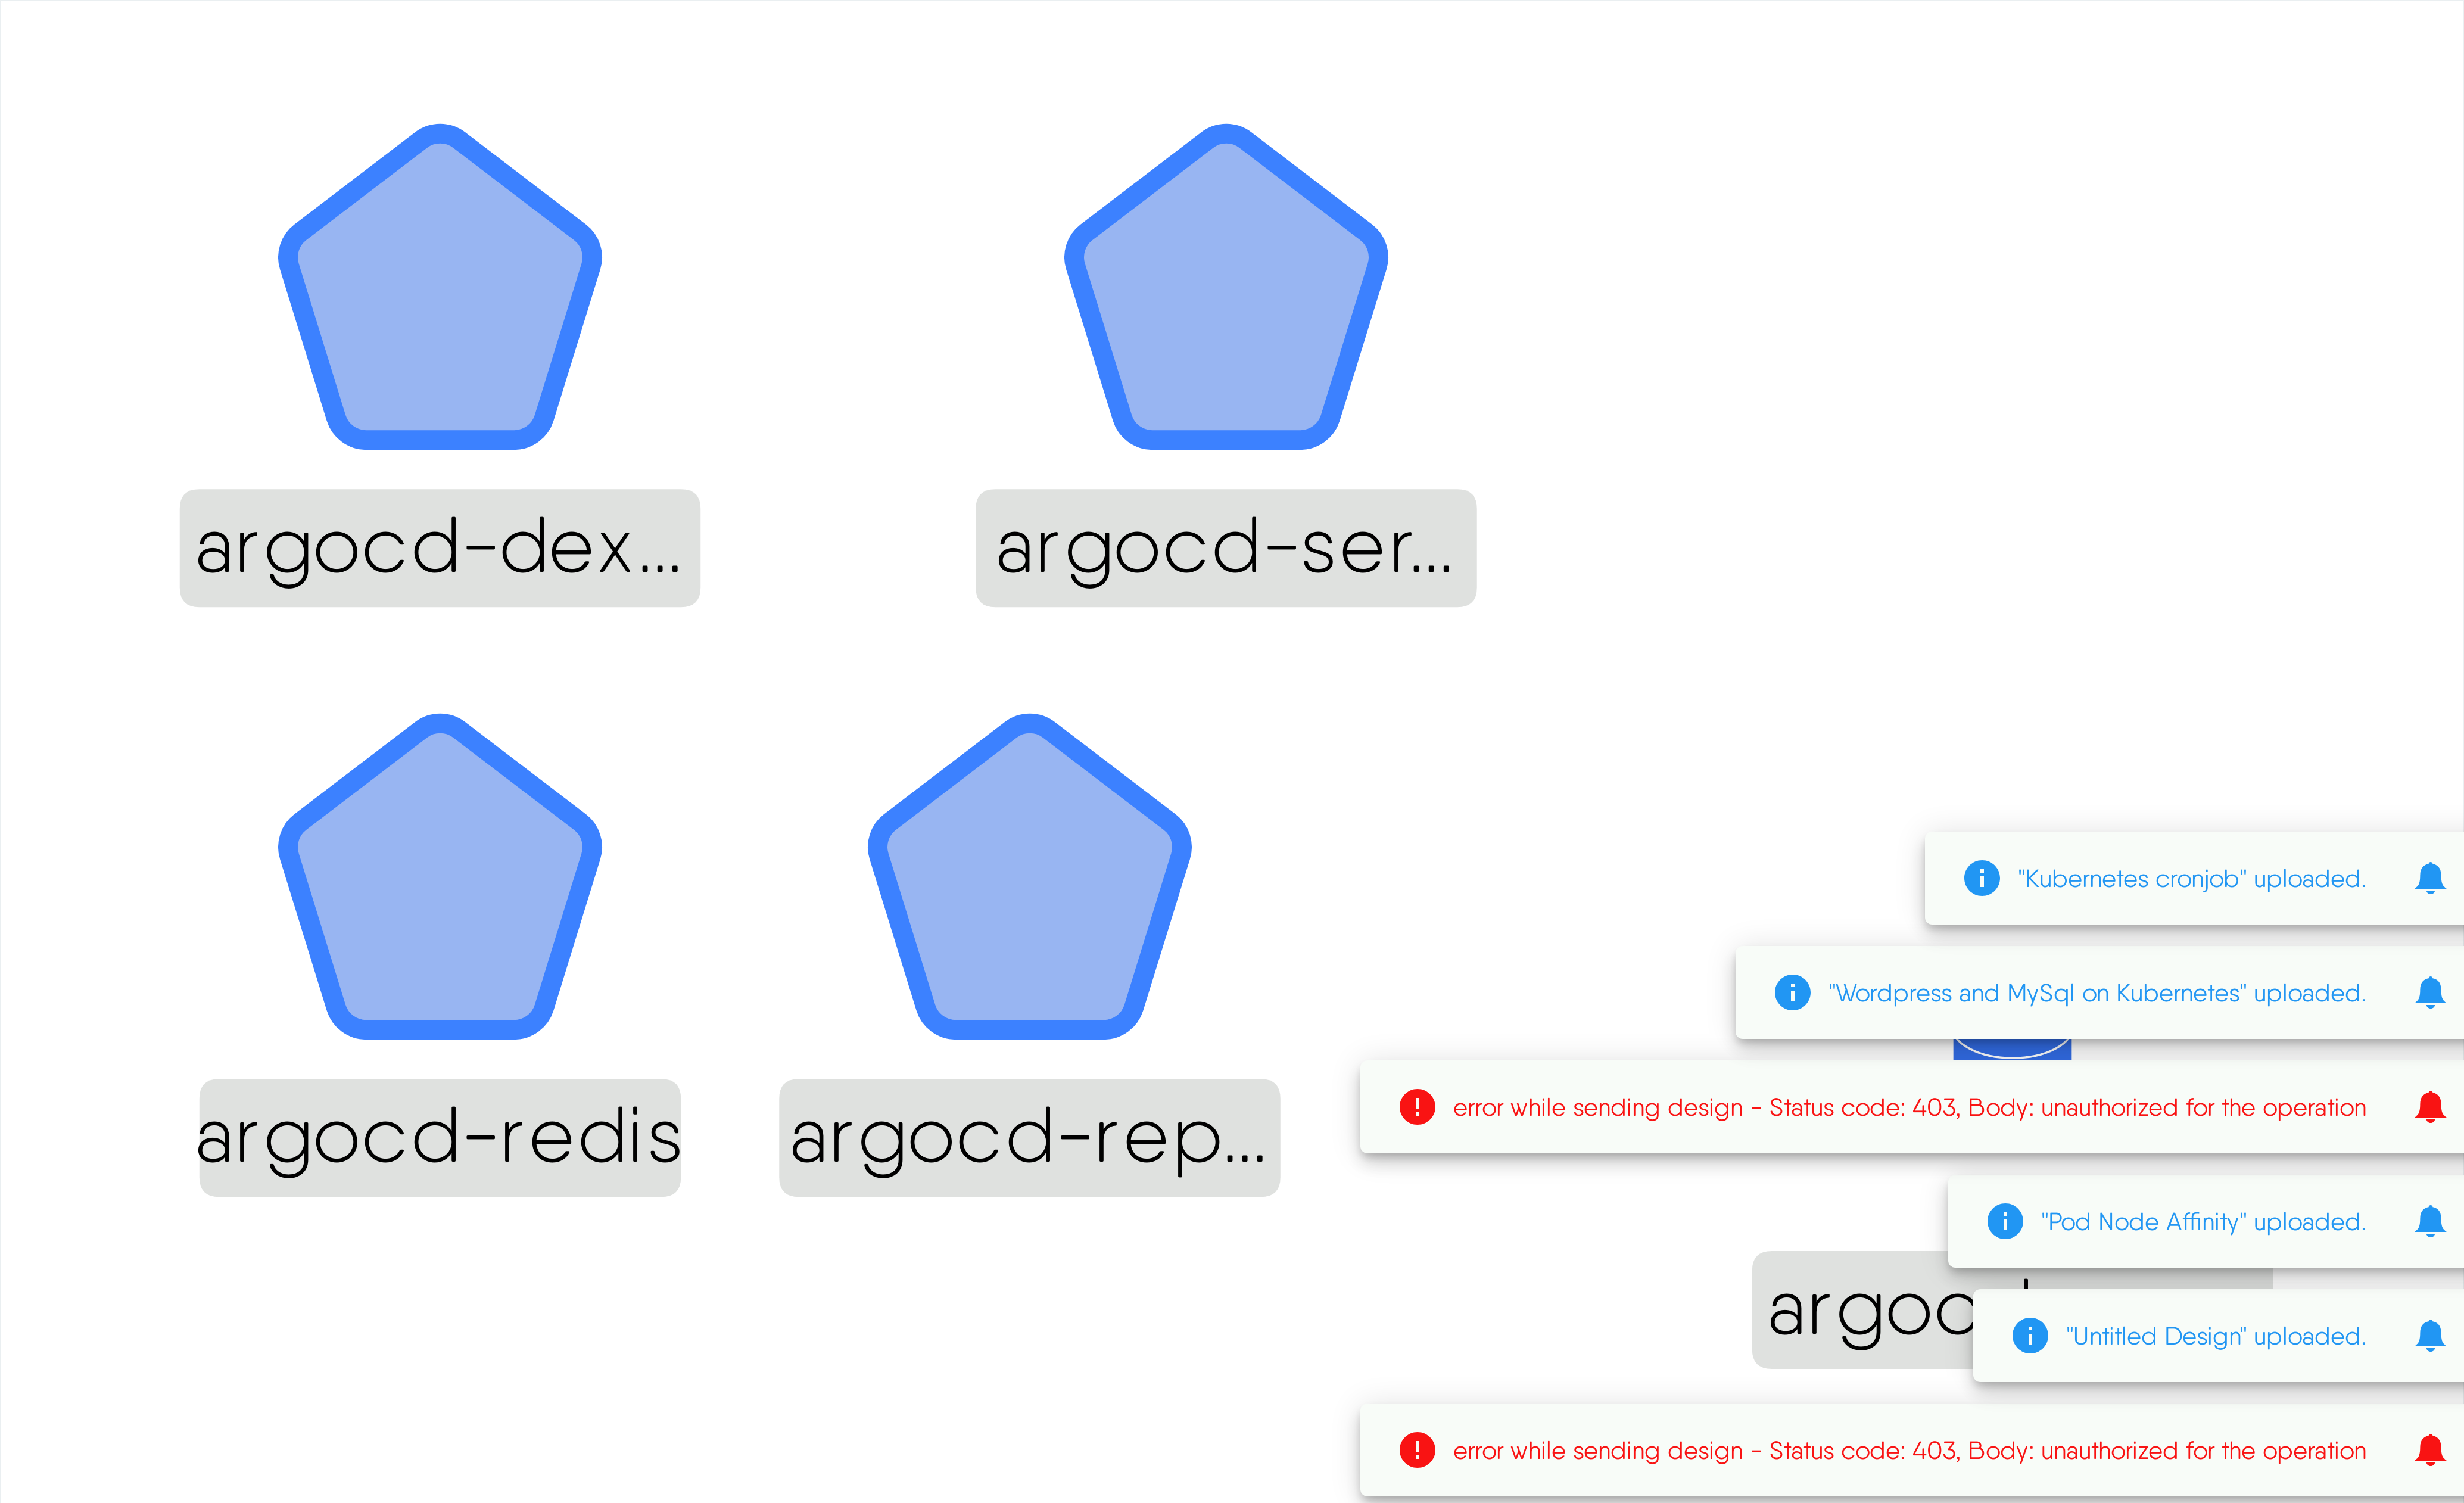 argocd-dex...
argocd-ser...
argocd-redis
argocd-rep...
"Kubernetes cronjob" uploaded.
"Wordpress and MySql on Kubernetes" uploaded.
error while sending design - Status code: 403, Body: unauthorized for the operation
"Pod Node Affinity" uploaded.
"Untitled Design" uploaded.
error while sending design - Status code: 403, Body: unauthorized for the operation